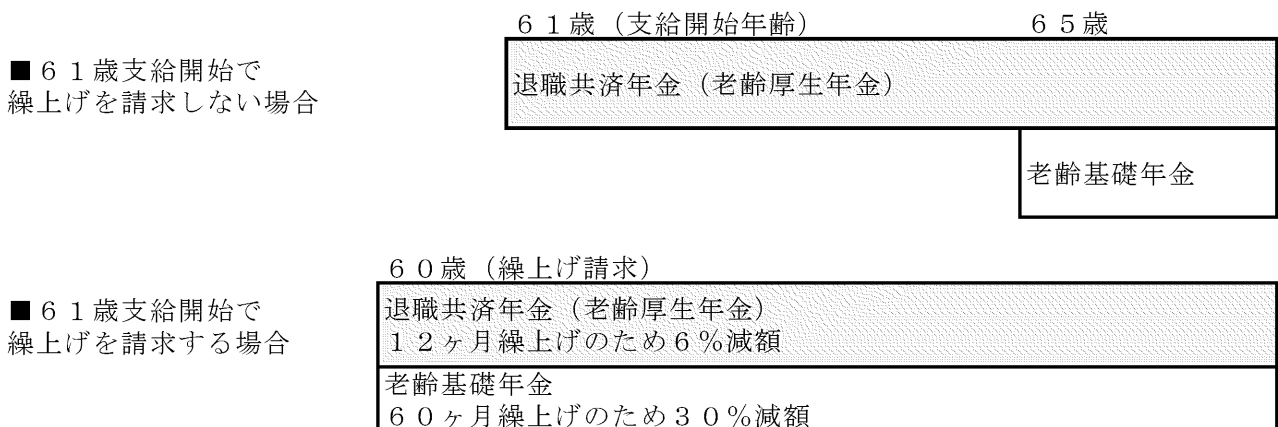 ６１歳（支給開始年齢）　６５歳
■６１歳支給開始で
繰上げを請求しない場合
退職共済年金（老齢厚生年金）
老齢基礎年金
６０歳（繰上げ請求）
■６１歳支給開始で
繰上げを請求する場合
退職共済年金（老齢厚生年金）
１２ヶ月繰上げのため６％減額
老齢基礎年金
６０ヶ月繰上げのため３０％減額